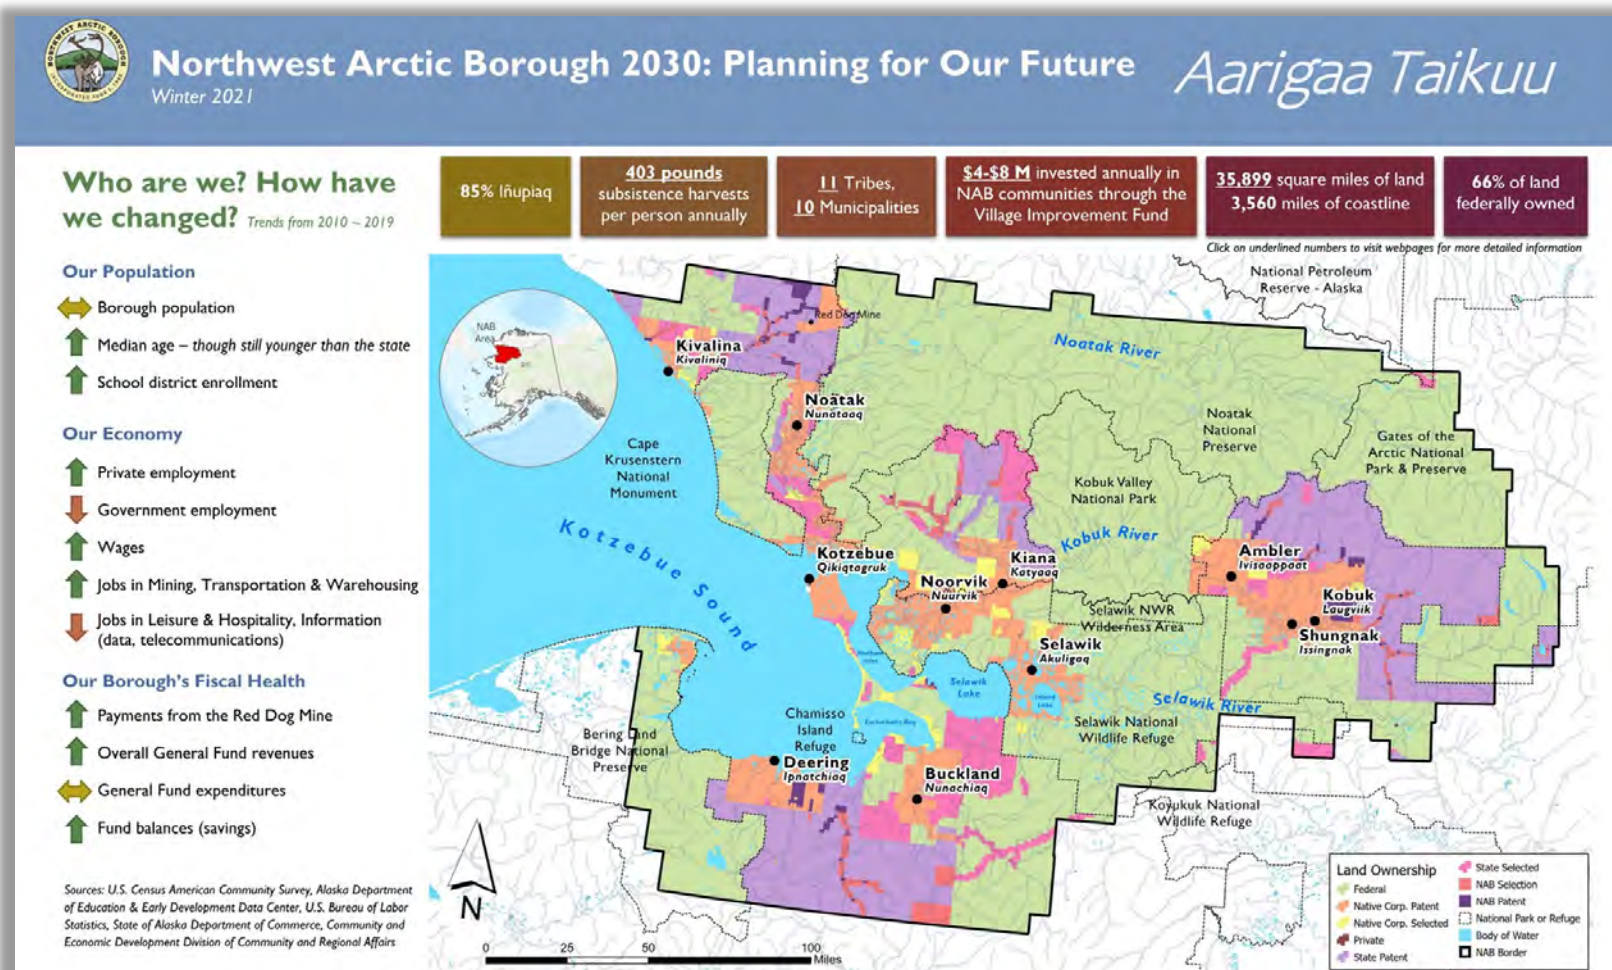 NORTHWEST ARCTIC BOROUGH
Northwest Arctic Borough 2030: Planning for Our Future
Winter 2021
Aarigaa Taikuu
Who are we? How have
we changed? Trends from 2010 ~ 2019
85% Iñupiaq
403 pounds
subsistence harvests
per person annually
11 Tribes,
10 Municipalities
$4-$8 M invested annually in
NAB communities through the
Village Improvement Fund
35,899 square miles of land
3,560 miles of coastline
66% of land
federally owned
Click on underlined numbers to visit webpages for more detailed information
Our Population
Borough population
Median age – though still younger than the state
School district enrollment
Our Economy
Private employment
Government employment
Wages
Jobs in Mining, Transportation & Warehousing
Jobs in Leisure & Hospitality, Information
(data, telecommunications)
Our Borough's Fiscal Health
Payments from the Red Dog Mine
Overall General Fund revenues
General Fund expenditures
Fund balances (savings)
Sources: U.S. Census American Community Survey, Alaska Department
of Education & Early Development Data Center, U.S. Bureau of Labor
Statistics, State of Alaska Department of Commerce, Community and
Economic Development Division of Community and Regional Affairs
NAB
Area
National Petroleum
Reserve - Alaska
Red Dog Mine
Kivalina
Kivaliniq
Noatak River
Noatak
Nunataaq
Noatak
National
Preserve
Gates of the
Arctic National
Park & Preserve
Cape
Krusenstern
National
Monument
Kobuk Valley
National Park
Kotzebue Sound
Kobuk River
Kotzebue
Qikiqtagruk
Kiana
Katyaaq
Noorvik
Nuurvik
Ambler
Ivisaappaat
Kobuk
Laugviik
Shungnak
Issingnak
Selawik NWR
Wilderness Area
Selawik
Akuligaq
Selawik
Lake
Inland
Lake
Selawik River
Selawik National
Wildlife Refuge
Chamisso
Island
Refuge
Eschscholtz Bay
Bering Land
Bridge National
Preserve
Deering
Ipnatchiaq
Buckland
Nunachiaq
Koyukuk National
Wildlife Refuge
N
0 25 50 100
Miles
Land Ownership
Federal
Native Corp. Patent
Native Corp. Selected
Private
State Patent
State Selected
NAB Selection
NAB Patent
National Park or Refuge
Body of Water
NAB Border